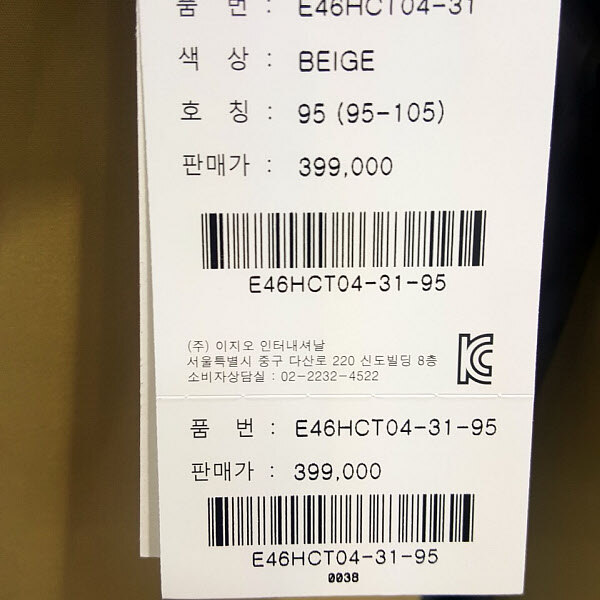 품 번 : E46HCT04-31
색 상 : BEIGE
호 칭 : 95 (95-105)
판매가 : 399,000
E46HCT04-31-95
(주) 이지오 인터내셔날
서울특별시 중구 다산로 220 신도빌딩 8층
소비자상담실 : 02-2232-4522
KC
품 번 : E46HCT04-31-95
판매가 : 399,000
E46HCT04-31-95
0038